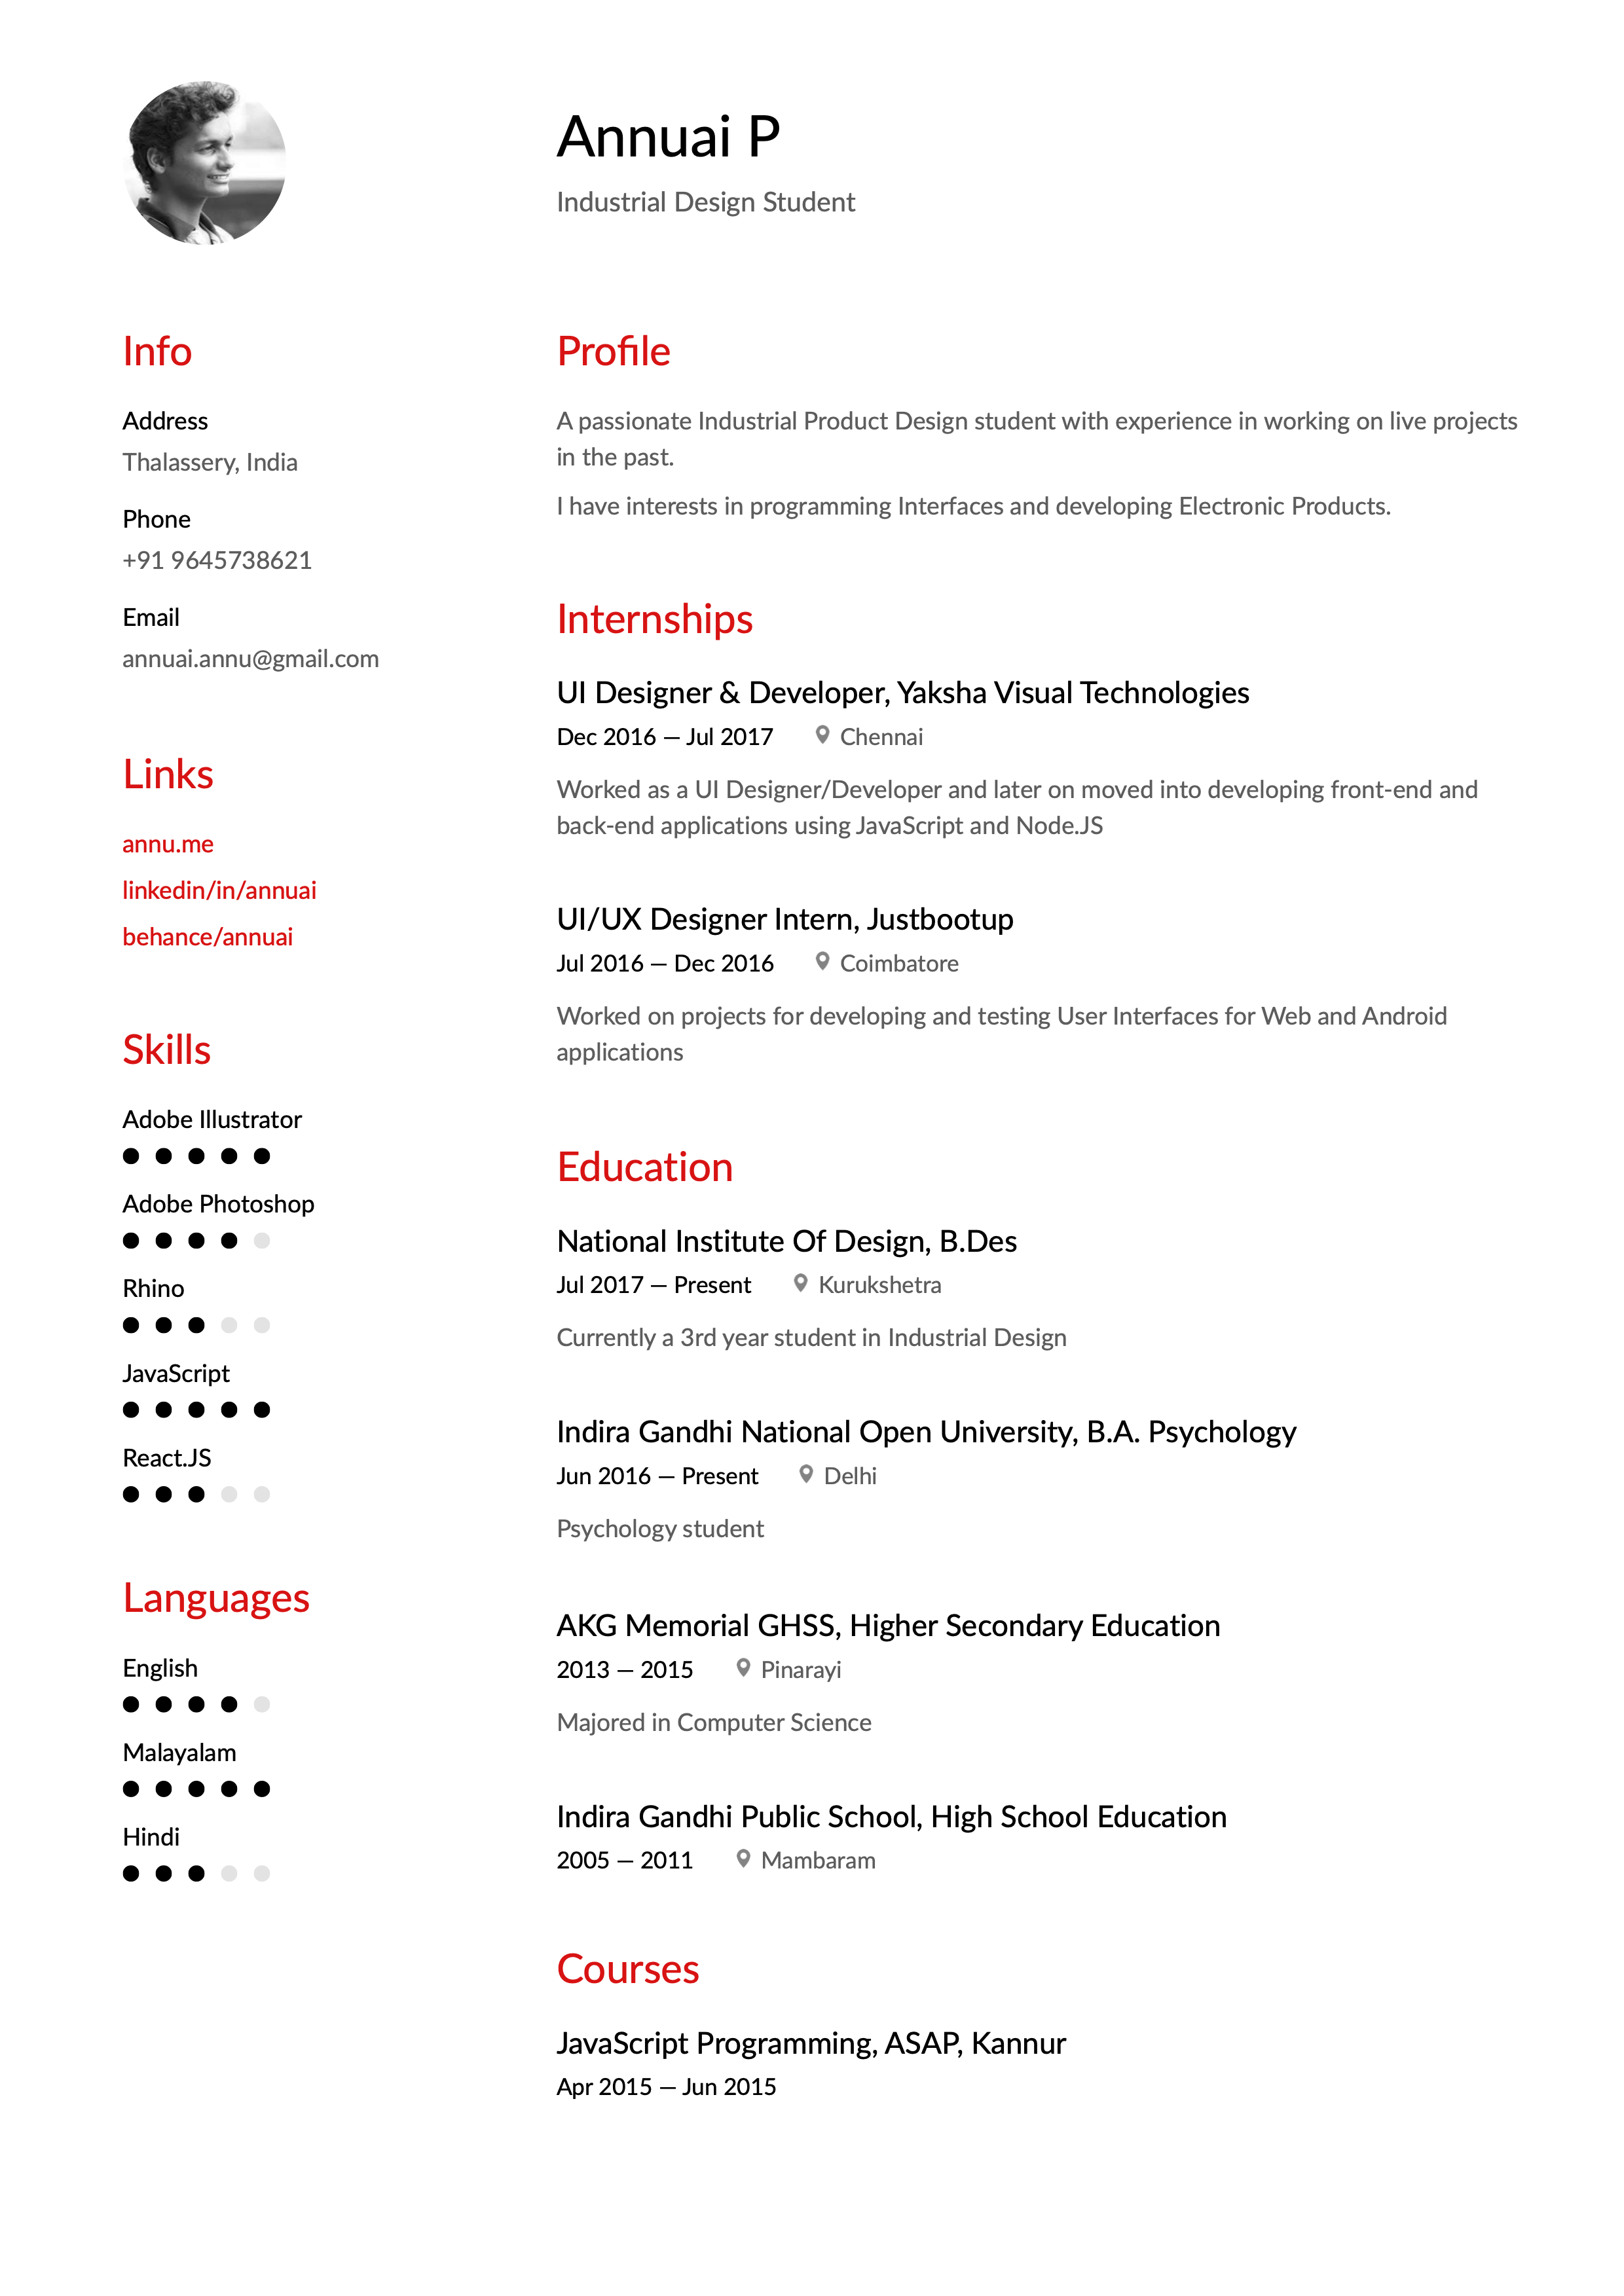 Annuai P
Industrial Design Student
Info
Address
Thalassery, India
Phone
+91 9645738621
Email
annuai.annu@gmail.com
Links
annu.me
linkedin/in/annuai
behance/annuai
Skills
Adobe Illustrator
Adobe Photoshop
Rhino
JavaScript
React.JS
Languages
English
Malayalam
Hindi
Profile
A passionate Industrial Product Design student with experience in working on live projects
in the past.
I have interests in programming Interfaces and developing Electronic Products.
Internships
UI Designer & Developer, Yaksha Visual Technologies
Dec 2016 — Jul 2017 Chennai
Worked as a UI Designer/Developer and later on moved into developing front-end and
back-end applications using JavaScript and Node.JS
UI/UX Designer Intern, Justbootup
Jul 2016 — Dec 2016 Coimbatore
Worked on projects for developing and testing User Interfaces for Web and Android
applications
Education
National Institute Of Design, B.Des
Jul 2017 — Present Kurukshetra
Currently a 3rd year student in Industrial Design
Indira Gandhi National Open University, B.A. Psychology
Jun 2016 — Present Delhi
Psychology student
AKG Memorial GHSS, Higher Secondary Education
2013 — 2015 Pinarayi
Majored in Computer Science
Indira Gandhi Public School, High School Education
2005 — 2011 Mambaram
Courses
JavaScript Programming, ASAP, Kannur
Apr 2015 — Jun 2015